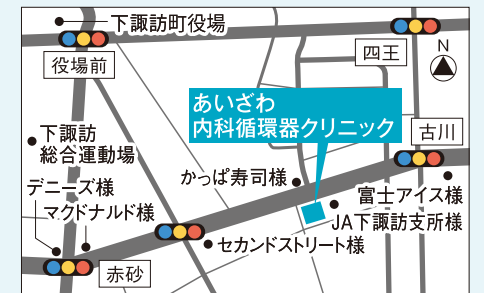 下諏訪町役場
役場前
四王
N
あいざわ
内科循環器クリニック
古川
下諏訪
総合運動場
かっぱ寿司様
富士アイス様
デニーズ様
マクドナルド様
JA下諏訪支所様
セカンドストリート様
赤砂